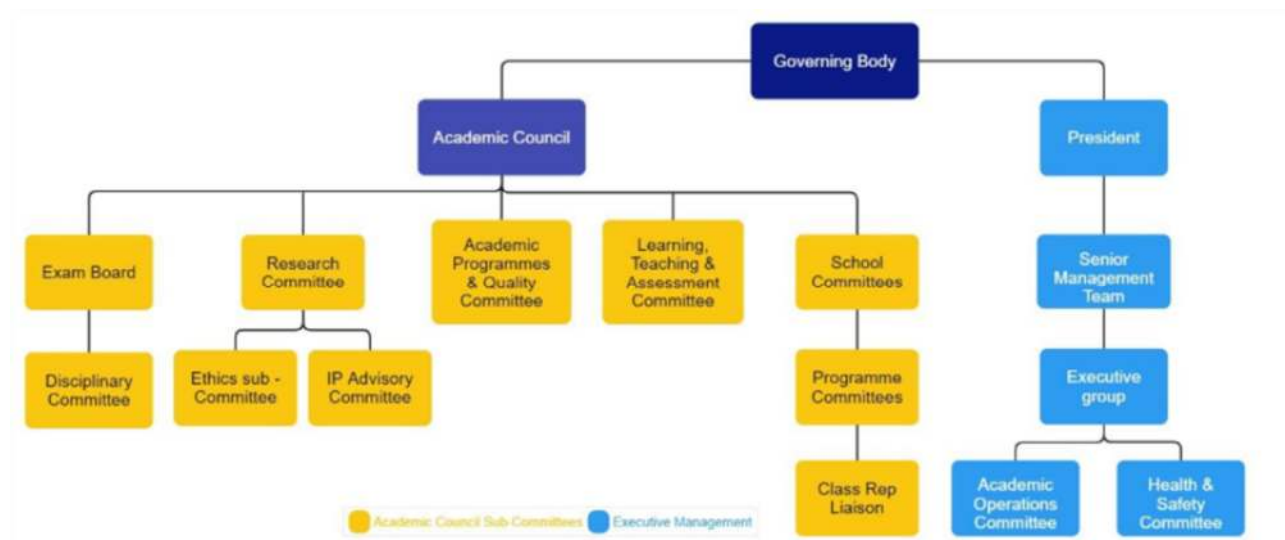 Governing Body
Academic Council
President
Exam Board
Research
Committee
Academic
Programmes
& Quality
Committee
Learning,
Teaching &
Assessment
Committee
School
Committees
Senior
Management
Team
Disciplinary
Committee
Ethics sub -
Committee
IP Advisory
Committee
Programme
Committees
Executive
group
Class Rep
Liaison
Academic
Operations
Committee
Health &
Safety
Committee
Academic Council Sub Committees
Executive Management